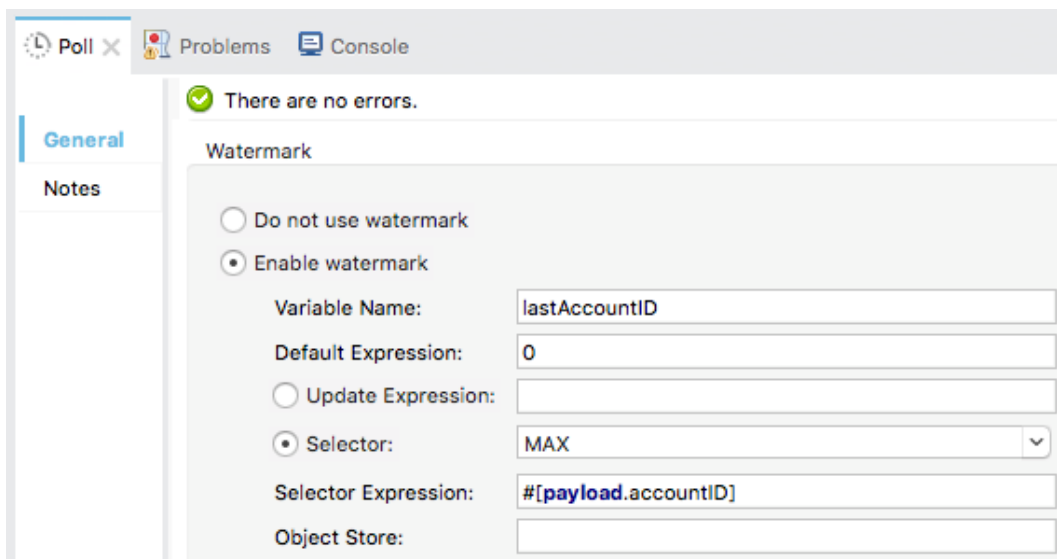 Poll Problems Console
There are no errors.
General
Watermark
Notes
Do not use watermark
Enable watermark
Variable Name: lastAccountID
Default Expression: 0
Update Expression:
Selector: MAX
Selector Expression: #[payload.accountID]
Object Store: